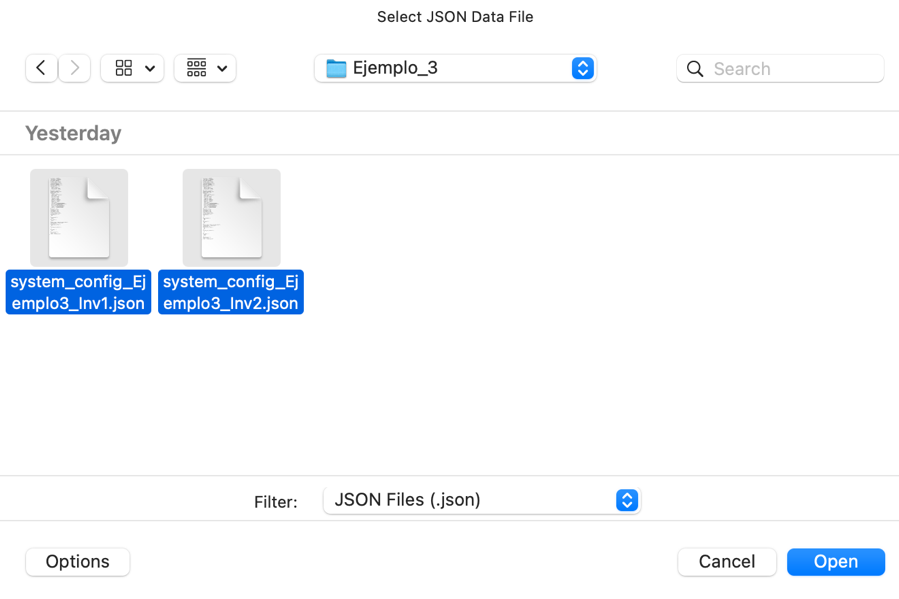 Select JSON Data File
Ejemplo_3
Search
Yesterday
system_config_Ej
emplo3_Inv1.json
system_config_Ej
emplo3_Inv2.json
Filter:
JSON Files (.json)
Options
Cancel
Open